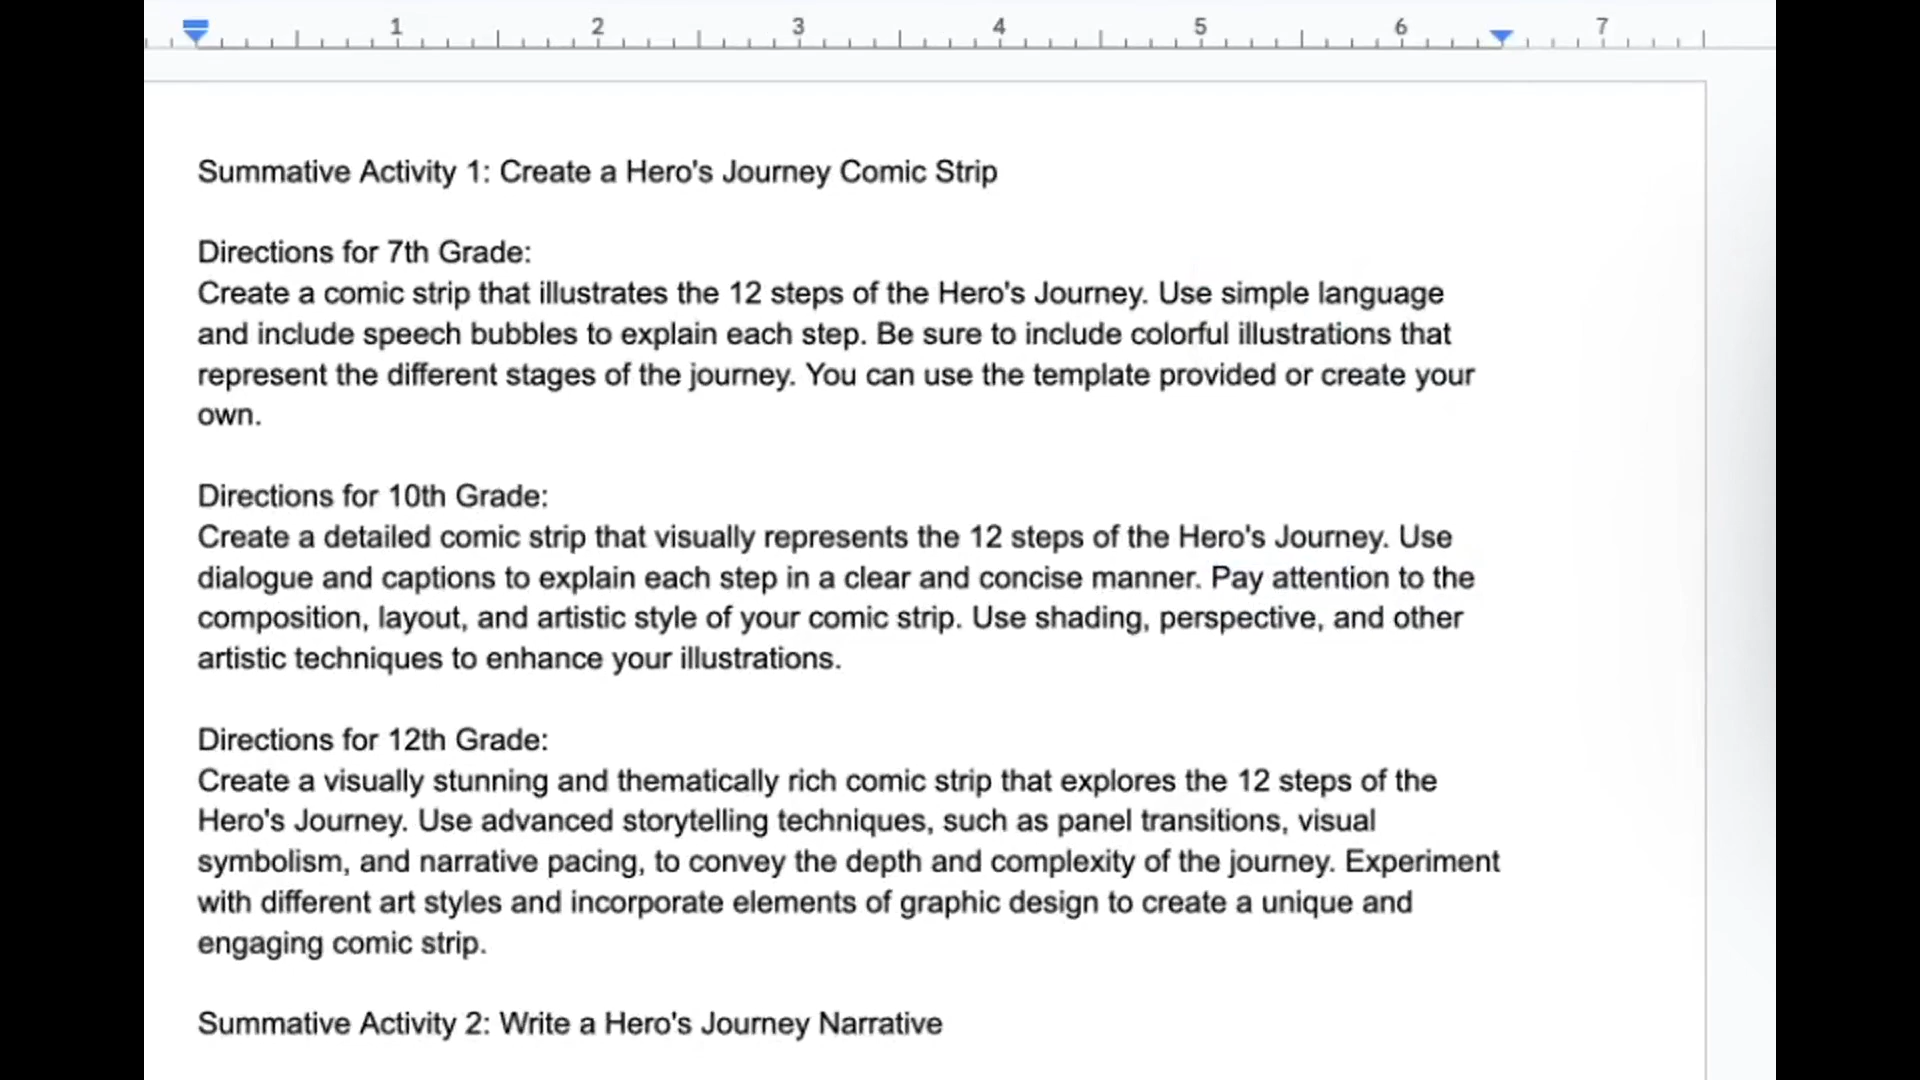 1 2 3 4 5 6 7
Summative Activity 1: Create a Hero's Journey Comic Strip
Directions for 7th Grade:
Create a comic strip that illustrates the 12 steps of the Hero's Journey. Use simple language
and include speech bubbles to explain each step. Be sure to include colorful illustrations that
represent the different stages of the journey. You can use the template provided or create your
own.
Directions for 10th Grade:
Create a detailed comic strip that visually represents the 12 steps of the Hero's Journey. Use
dialogue and captions to explain each step in a clear and concise manner. Pay attention to the
composition, layout, and artistic style of your comic strip. Use shading, perspective, and other
artistic techniques to enhance your illustrations.
Directions for 12th Grade:
Create a visually stunning and thematically rich comic strip that explores the 12 steps of the
Hero's Journey. Use advanced storytelling techniques, such as panel transitions, visual
symbolism, and narrative pacing, to convey the depth and complexity of the journey. Experiment
with different art styles and incorporate elements of graphic design to create a unique and
engaging comic strip.
Summative Activity 2: Write a Hero's Journey Narrative